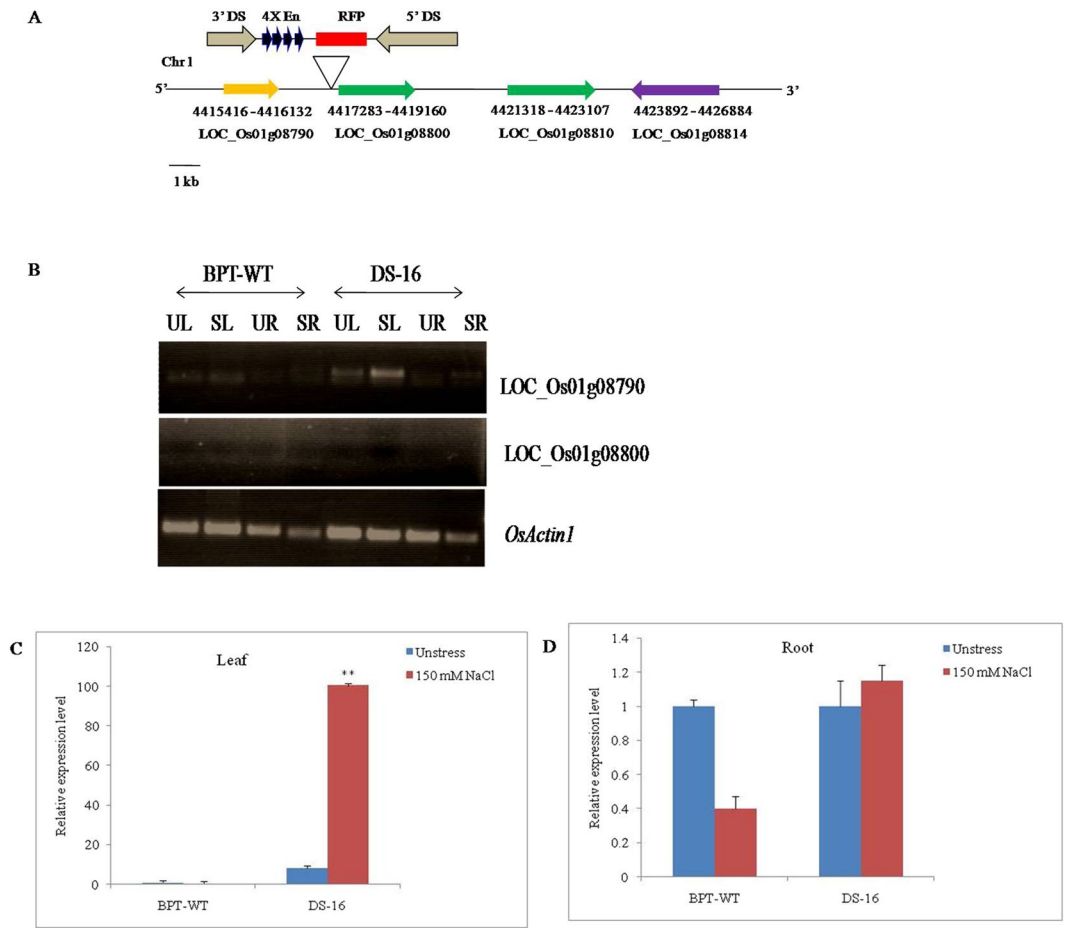 A
3’ DS 4X En RFP 5’ DS
Chr 1
5’ 3’
4415416 -4416132 4417283 -4419160 4421318 -4423107 4423892 -4426884
LOC_Os01g08790 LOC_Os01g08800 LOC_Os01g08810 LOC_Os01g08814
1 kb
B
BPT-WT DS-16
UL SL UR SR UL SL UR SR
LOC_Os01g08790
LOC_Os01g08800
OsActin1
C
Leaf
Relative expression level
120
100
80
60
40
20
0
**
BPT-WT DS-16
Unstress
150 mM NaCl
D
Root
Relative expression level
1.4
1.2
1
0.8
0.6
0.4
0.2
0
BPT-WT DS-16
Unstress
150 mM NaCl